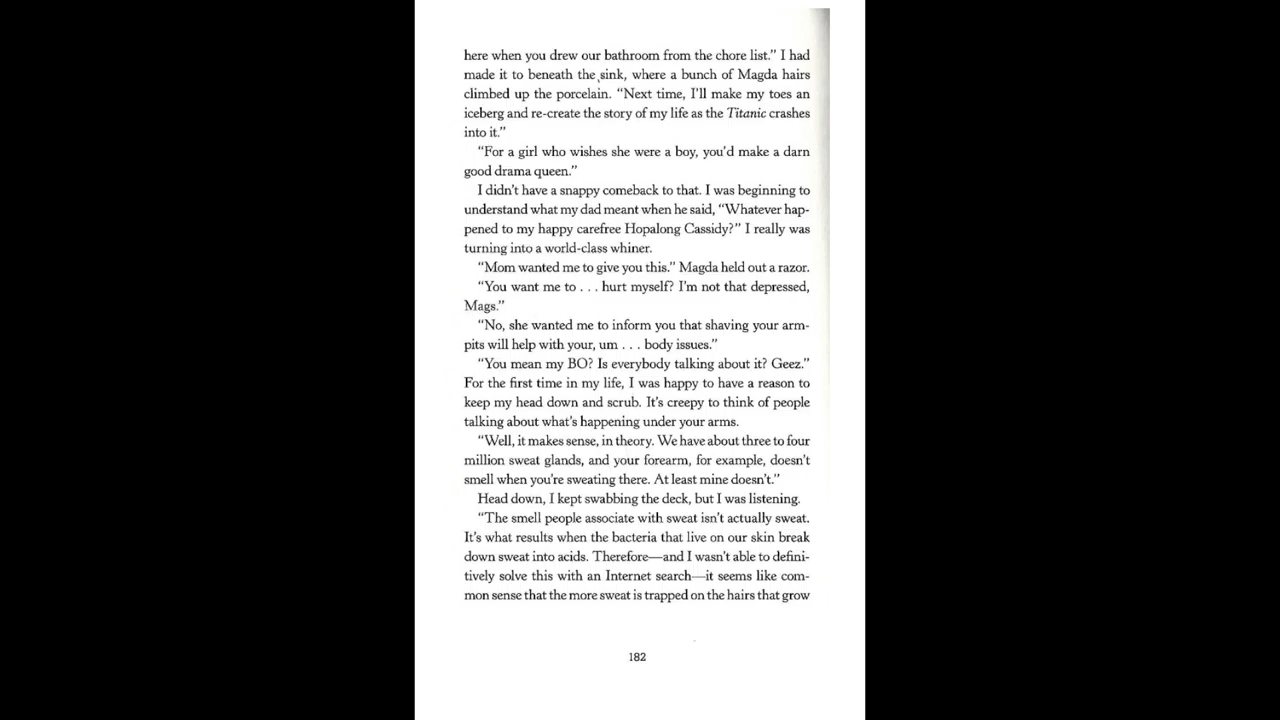 here when you drew our bathroom from the chore list.” I had
made it to beneath the sink, where a bunch of Magda hairs
climbed up the porcelain. “Next time, I’ll make my toes an
iceberg and re-create the story of my life as the Titanic crashes
into it.”
“For a girl who wishes she were a boy, you’d make a darn
good drama queen.”
I didn’t have a snappy comeback to that. I was beginning to
understand what my dad meant when he said, “Whatever hap-
pened to my happy carefree Hopalong Cassidy?” I really was
turning into a world-class whiner.
“Mom wanted me to give you this.” Magda held out a razor.
“You want me to . . . hurt myself? I’m not that depressed,
Mags.”
“No, she wanted me to inform you that shaving your arm-
pits will help with your, um . . . body issues.”
“You mean my BO? Is everybody talking about it? Geez.”
For the first time in my life, I was happy to have a reason to
keep my head down and scrub. It’s creepy to think of people
talking about what’s happening under your arms.
“Well, it makes sense, in theory. We have about three to four
million sweat glands, and your forearm, for example, doesn’t
smell when you’re sweating there. At least mine doesn’t.”
Head down, I kept swabbing the deck, but I was listening.
“The smell people associate with sweat isn’t actually sweat.
It’s what results when the bacteria that live on our skin break
down sweat into acids. Therefore—and I wasn’t able to defini-
tively solve this with an Internet search—it seems like com-
mon sense that the more sweat is trapped on the hairs that grow
182